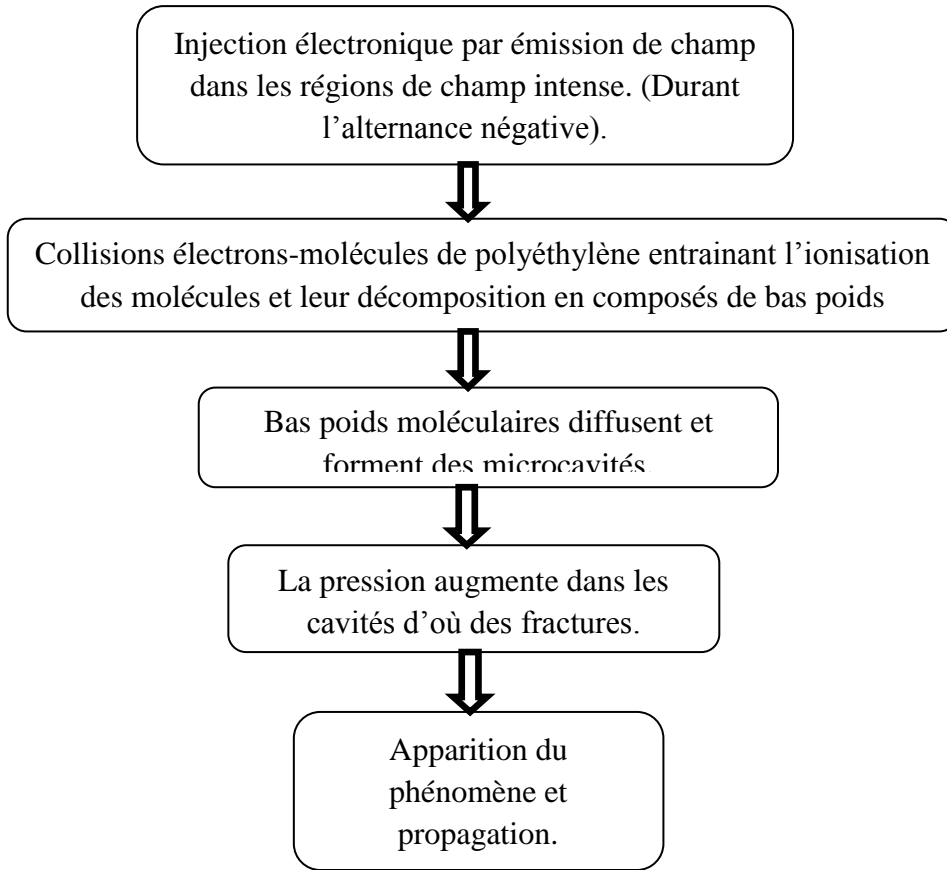 Injection électronique par émission de champ
dans les régions de champ intense. (Durant
l’alternance négative).
Collisions électrons-molécules de polyéthylène entrainant l’ionisation
des molécules et leur décomposition en composés de bas poids
Bas poids moléculaires diffusent et
forment des microcavités.
La pression augmente dans les
cavités d’où des fractures.
Apparition du
phénomène et
propagation.